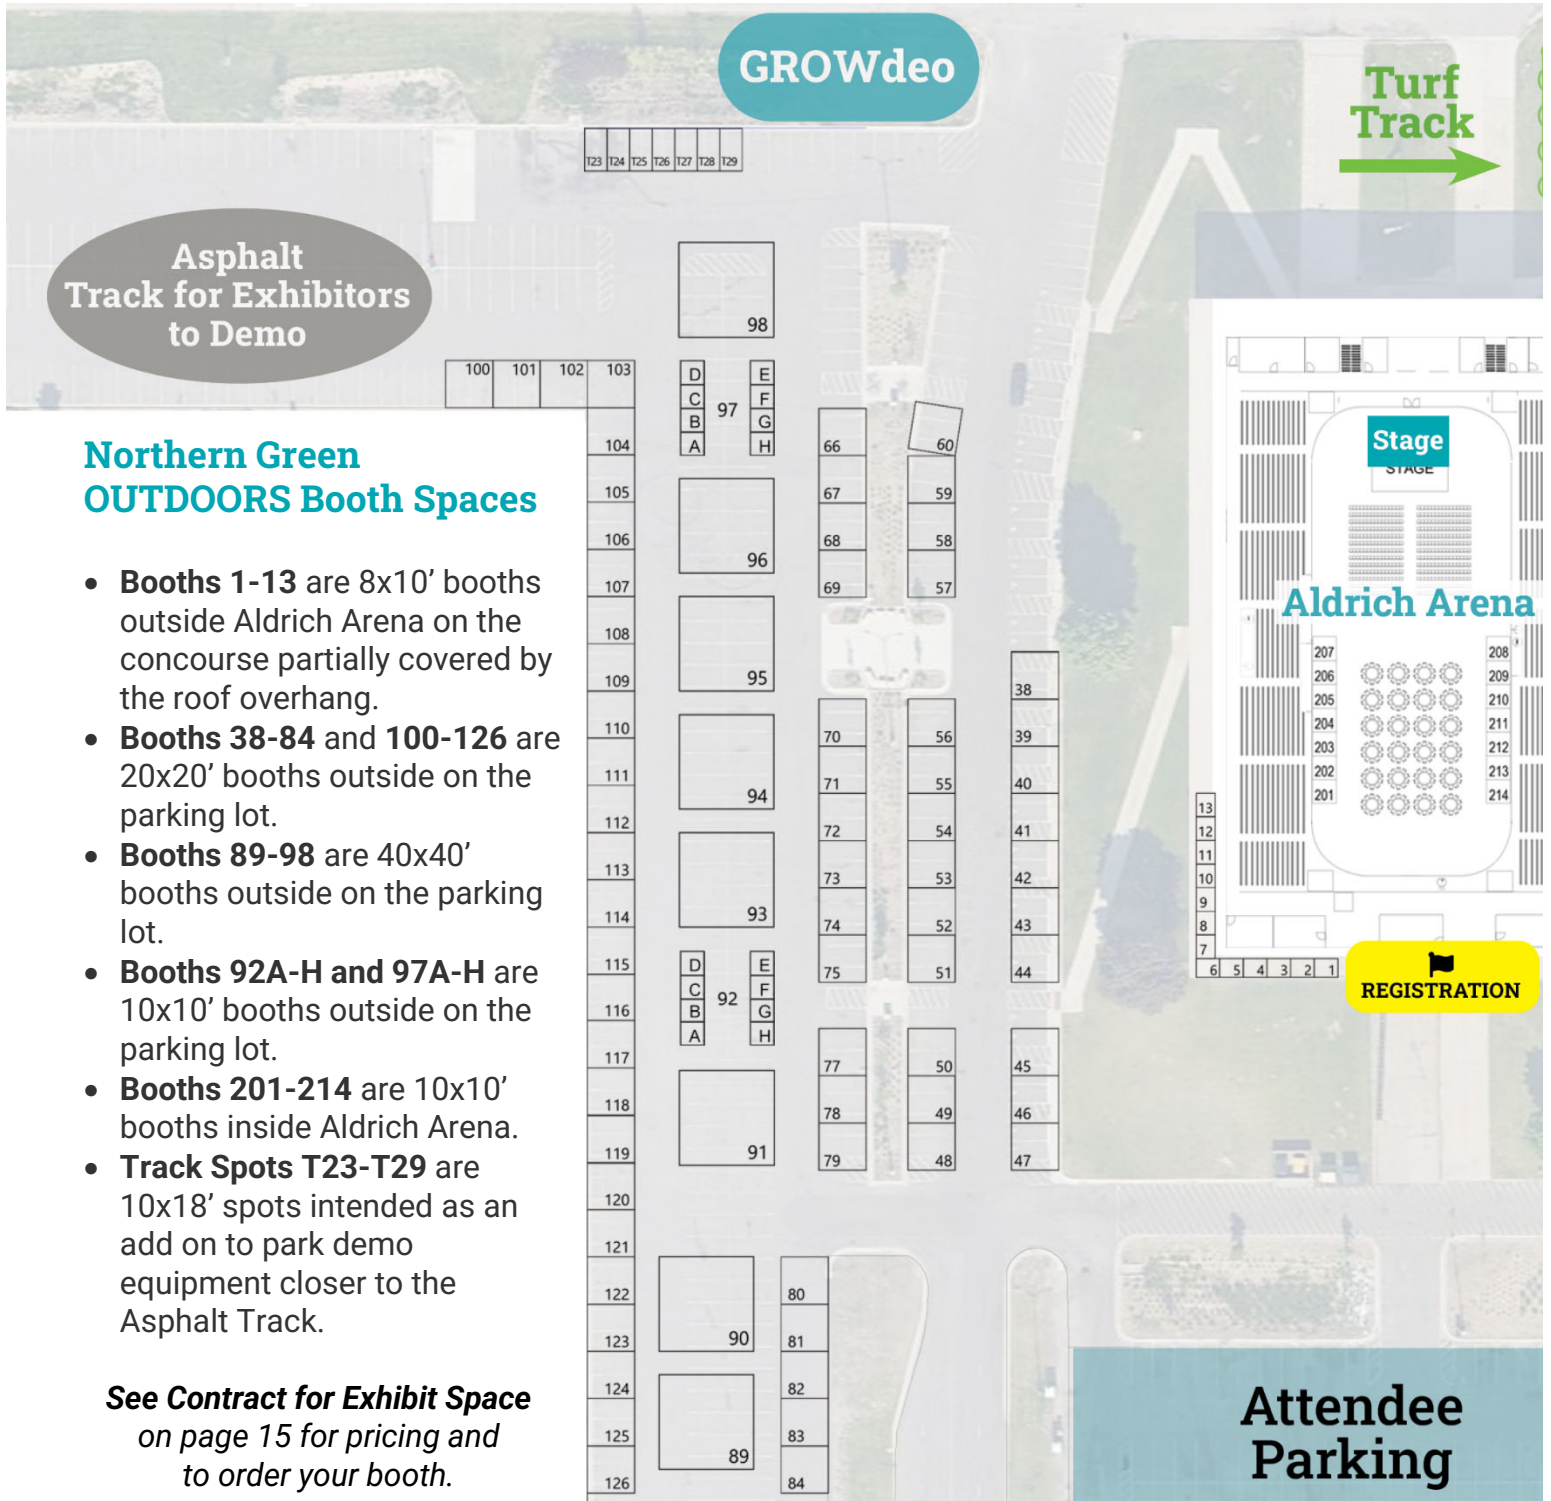 GROWdeo
Turf
Track
T23 T24 T25 T26 T27 T28 T29
Asphalt
Track for Exhibitors
to Demo
98
100 101 102 103
D E
C F
97
B G
A H
104
66
60
Stage
STAGE
Northern Green
OUTDOORS Booth Spaces
105
67
59
106
96
68
58
107
69
57
• Booths 1-13 are 8x10’ booths
outside Aldrich Arena on the
concourse partially covered by
the roof overhang.
• Booths 38-84 and 100-126 are
20x20’ booths outside on the
parking lot.
• Booths 89-98 are 40x40’
booths outside on the parking
lot.
• Booths 92A-H and 97A-H are
10x10’ booths outside on the
parking lot.
• Booths 201-214 are 10x10’
booths inside Aldrich Arena.
• Track Spots T23-T29 are
10x18’ spots intended as an
add on to park demo
equipment closer to the
Asphalt Track.
See Contract for Exhibit Space
on page 15 for pricing and
to order your booth.
Aldrich Arena
108
109
95
38
207 208
206 209
205 210
204 211
203 212
202 213
201 214
110
70
56
39
111
94
71
55
40
112
72
54
41
113
73
53
42
114
93
74
52
43
115
75
51
44
13
12
11
10
9
8
7
6 5 4 3 2 1
REGISTRATION
D E
C F
92
B G
A H
116
117
77
50
45
118
78
49
46
119
91
79
48
47
120
121
122
80
123
90
81
124
82
125
89
83
126
84
Attendee
Parking